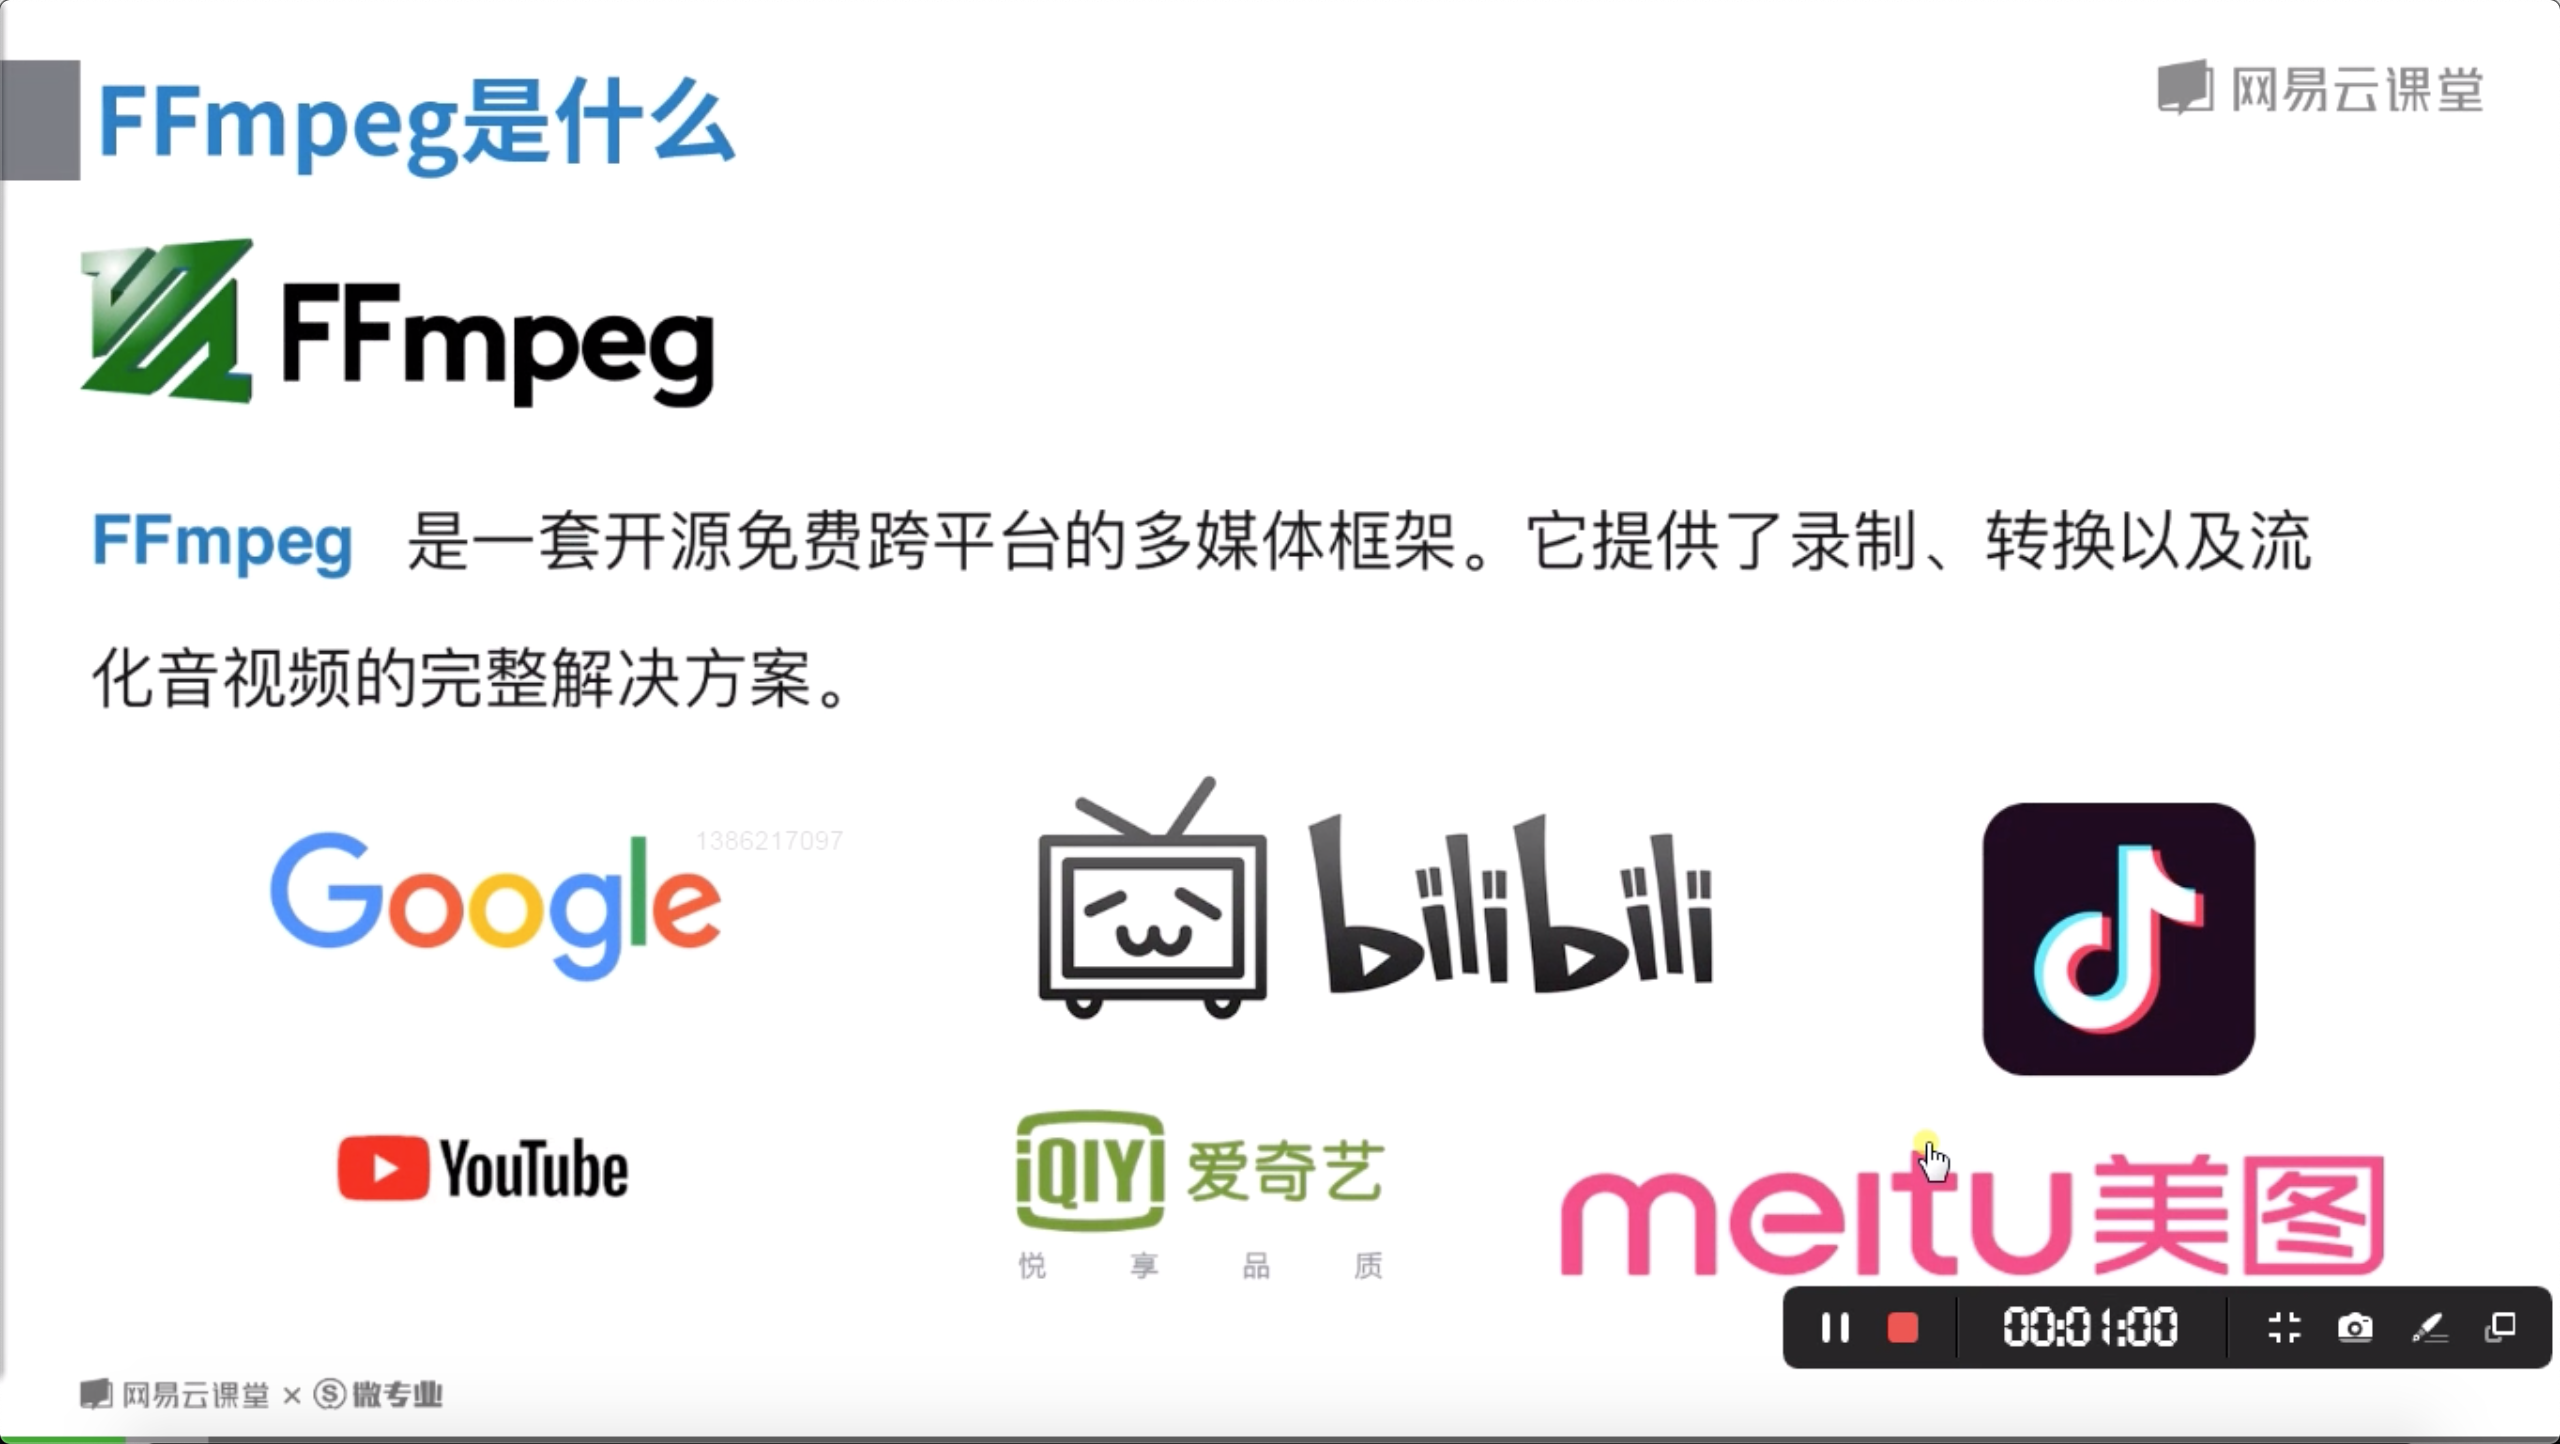 FFmpeg是什么
网易云课堂
FFmpeg
FFmpeg 是一套开源免费跨平台的多媒体框架。它提供了录制、转换以及流
化音视频的完整解决方案。
Google
1386217097
bilibili
YouTube
iQIYI 爱奇艺
悦享品质
meitu美图
00:01:00
网易云课堂 × S 微专业